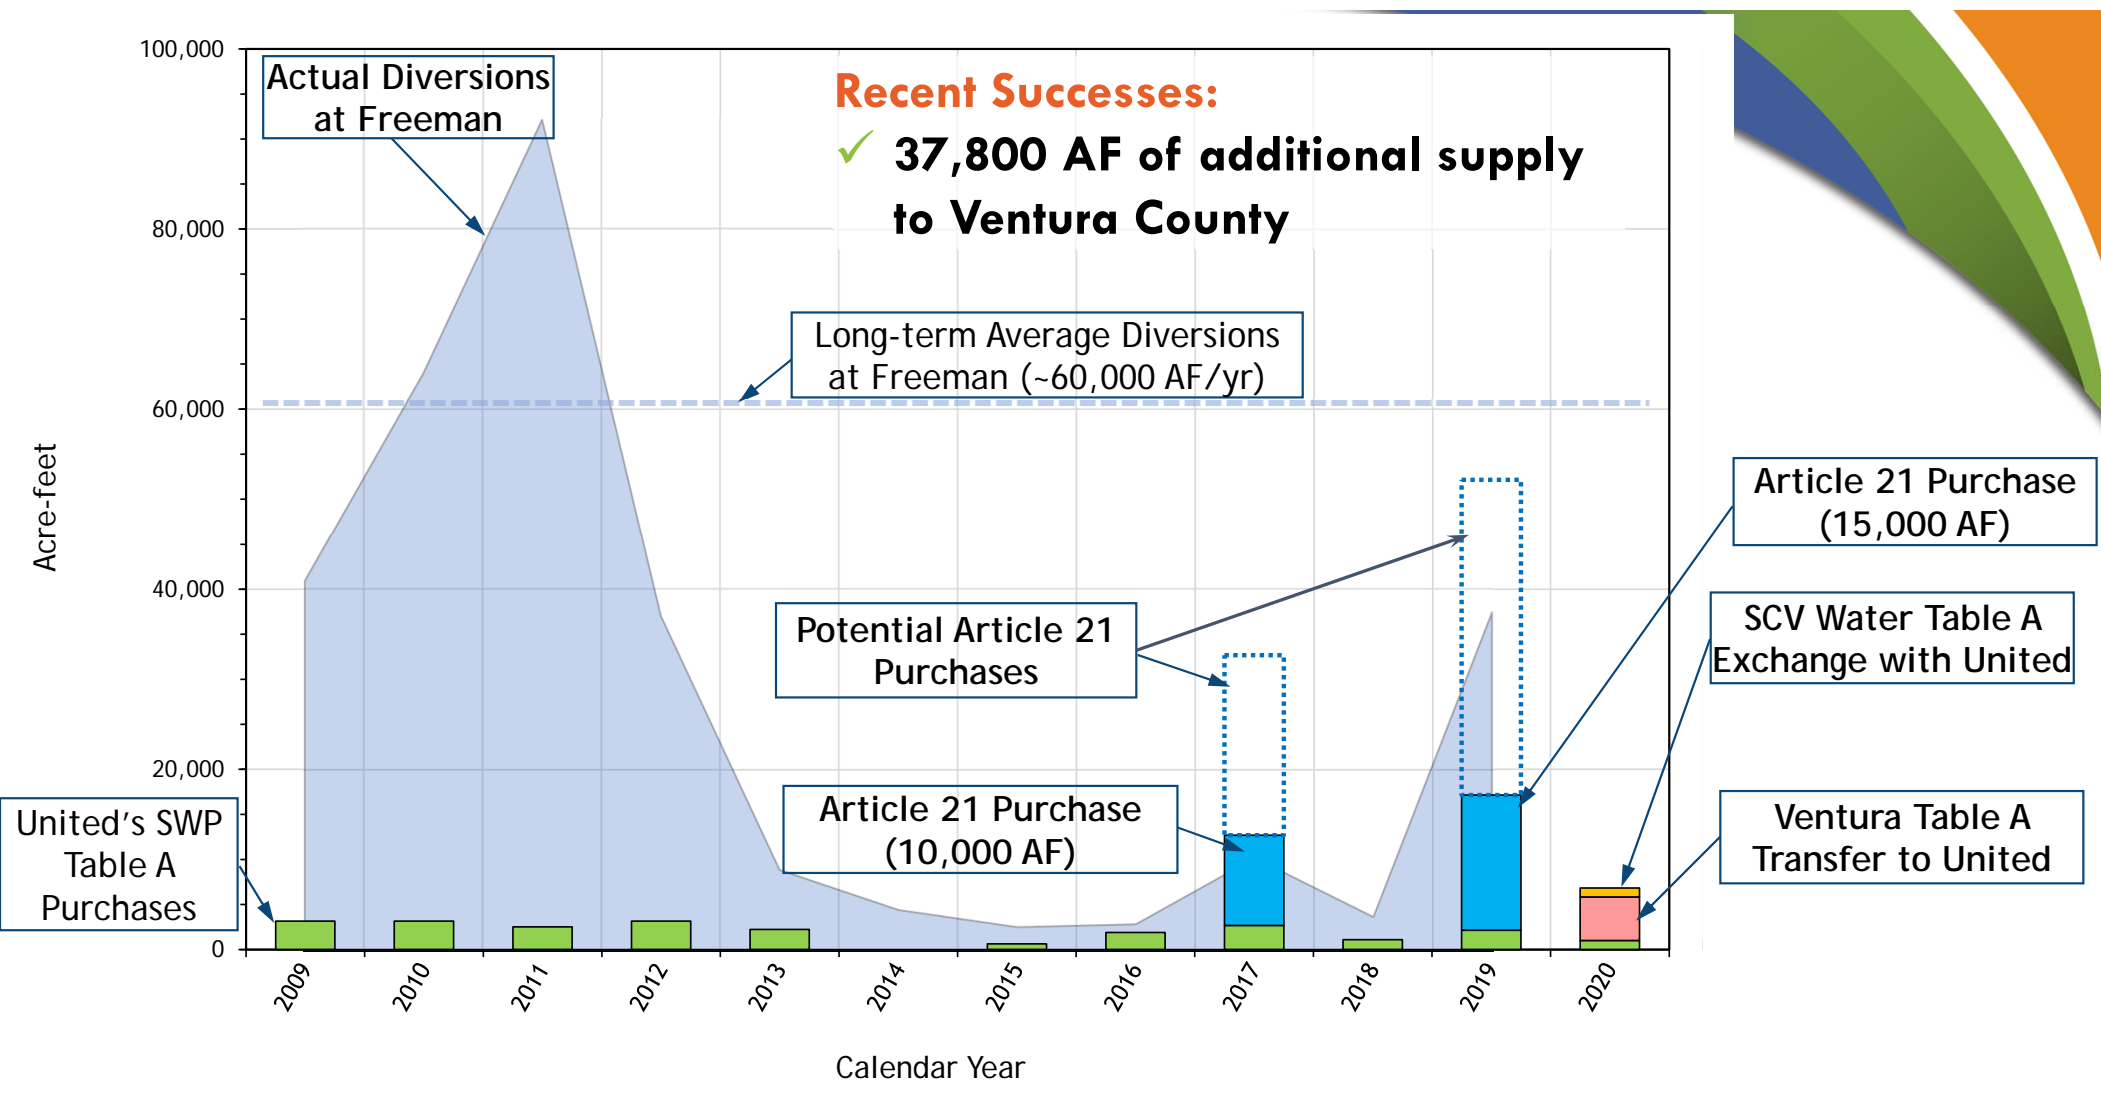 Recent Successes:
✓ 37,800 AF of additional supply
to Ventura County
Actual Diversions
at Freeman
Long-term Average Diversions
at Freeman (~60,000 AF/yr)
Potential Article 21
Purchases
Article 21 Purchase
(10,000 AF)
Article 21 Purchase
(15,000 AF)
SCV Water Table A
Exchange with United
Ventura Table A
Transfer to United
United's SWP
Table A
Purchases
Acre-feet
100,000
80,000
60,000
40,000
20,000
0
2009
2010
2011
2012
2013
2014
2015
2016
2017
2018
2019
2020
Calendar Year